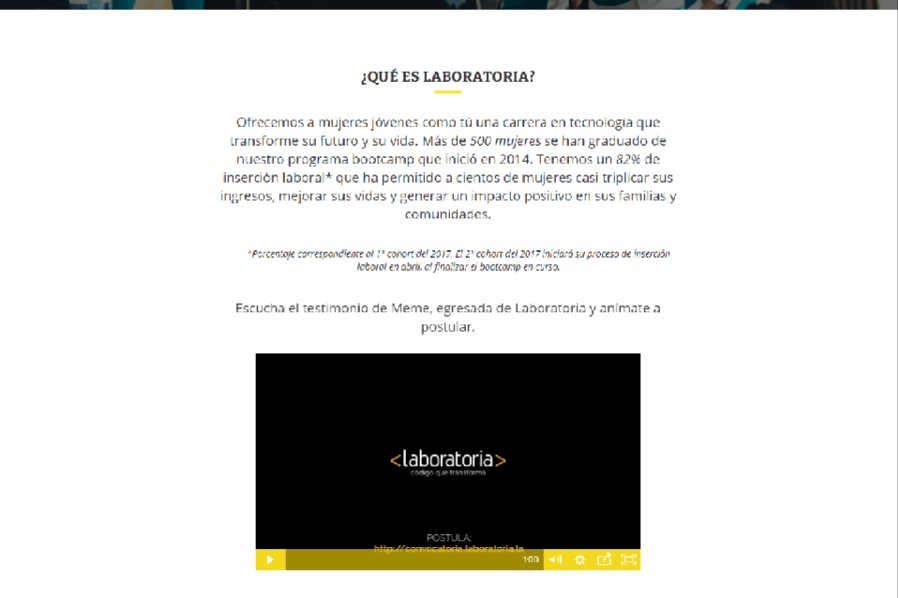 ¿QUÉ ES LABORATORIA?
Ofrecemos a mujeres jóvenes como tú una carrera en tecnología que
transforme su futuro y su vida. Más de 500 mujeres se han graduado de
nuestro programa bootcamp que inició en 2014. Tenemos un 82% de
inserción laboral* que ha permitido a cientos de mujeres casi triplicar sus
ingresos, mejorar sus vidas y generar un impacto positivo en sus familias y
comunidades.
*Porcentaje correspondiente al 1° cohort del 2017. El 2° cohort del 2017 iniciará su proceso de inserción
laboral en abril, al finalizar el bootcamp en curso.
Escucha el testimonio de Meme, egresada de Laboratoria y anímate a
postular.
<laboratoria>
código que transforma
POSTULA:
http://convocatoria.laboratoria.la
1:00